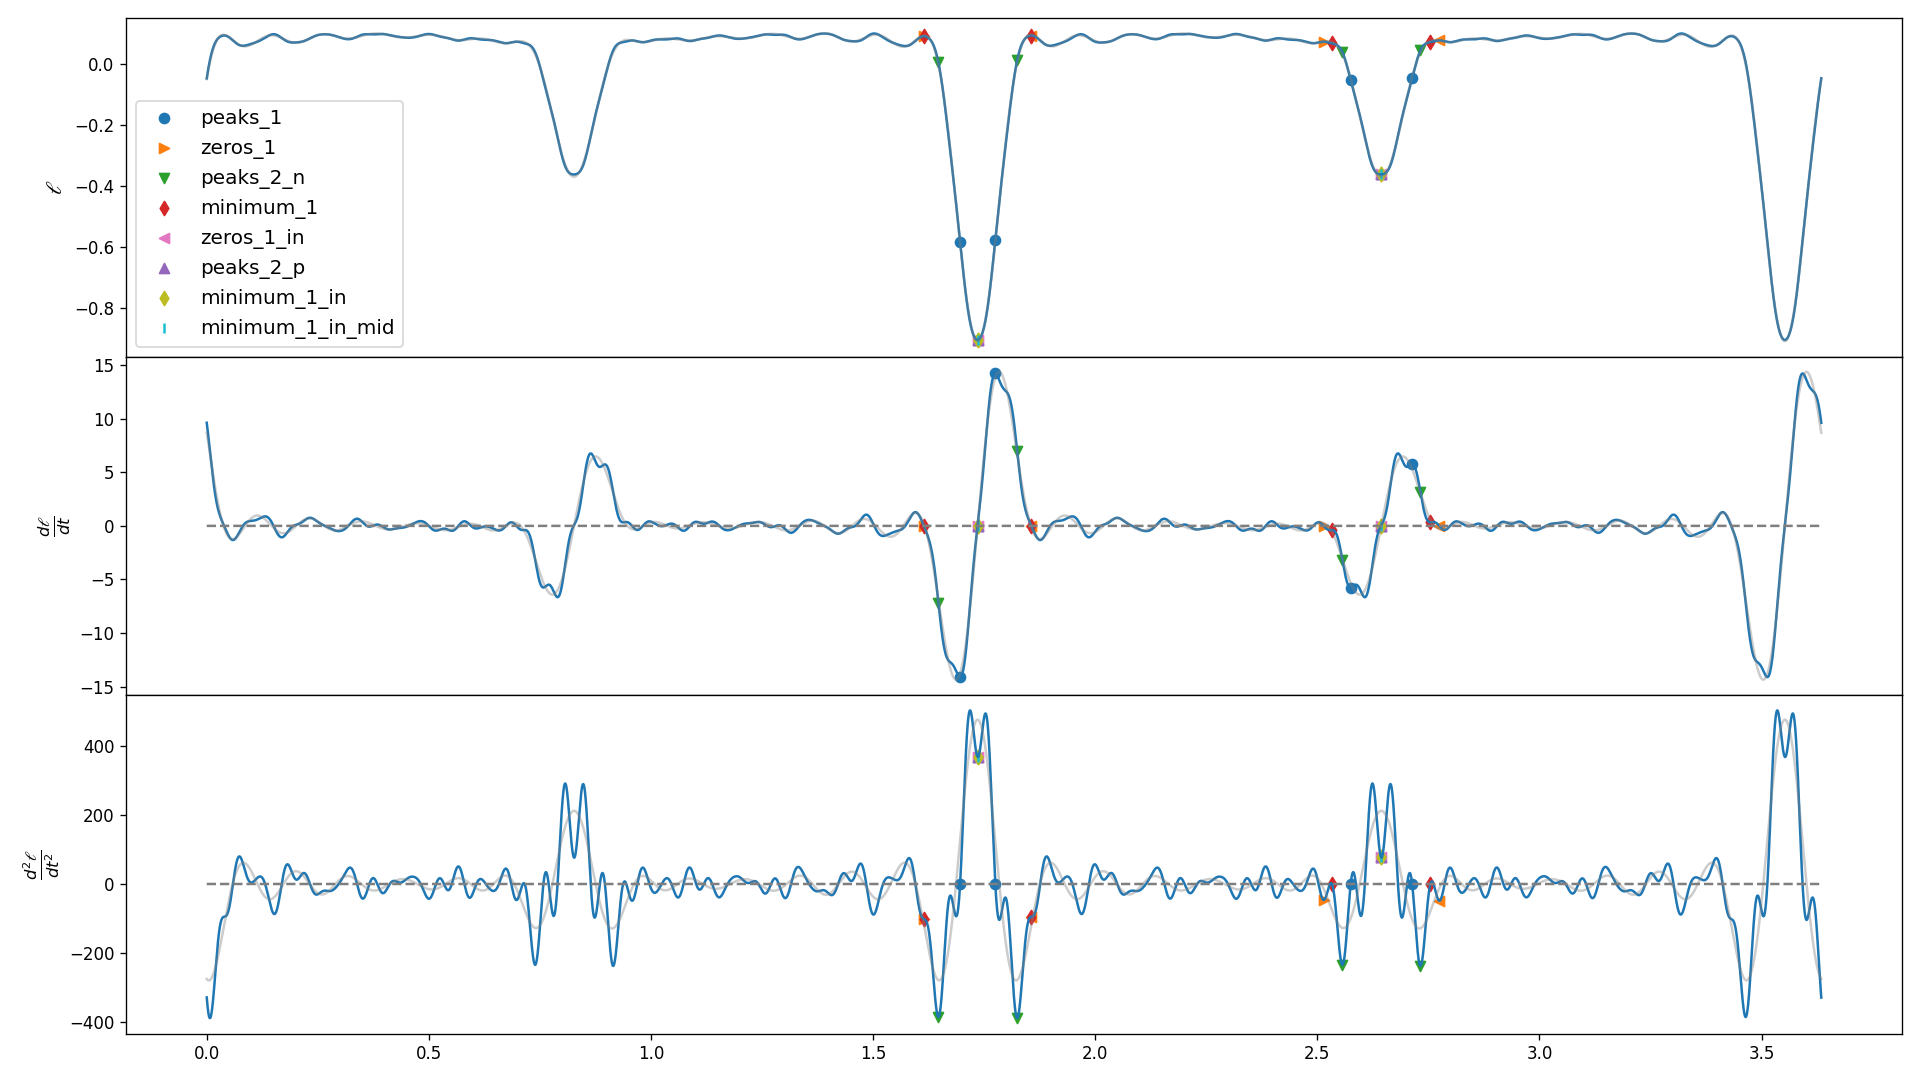 0.0
−0.2
−0.4
−0.6
−0.8
ℓ
peaks_1
zeros_1
peaks_2_n
minimum_1
zeros_1_in
peaks_2_p
minimum_1_in
minimum_1_in_mid
15
10
5
0
−5
−10
−15
dℓ
dt
400
200
0
−200
−400
d²ℓ
dt²
0.0 0.5 1.0 1.5 2.0 2.5 3.0 3.5